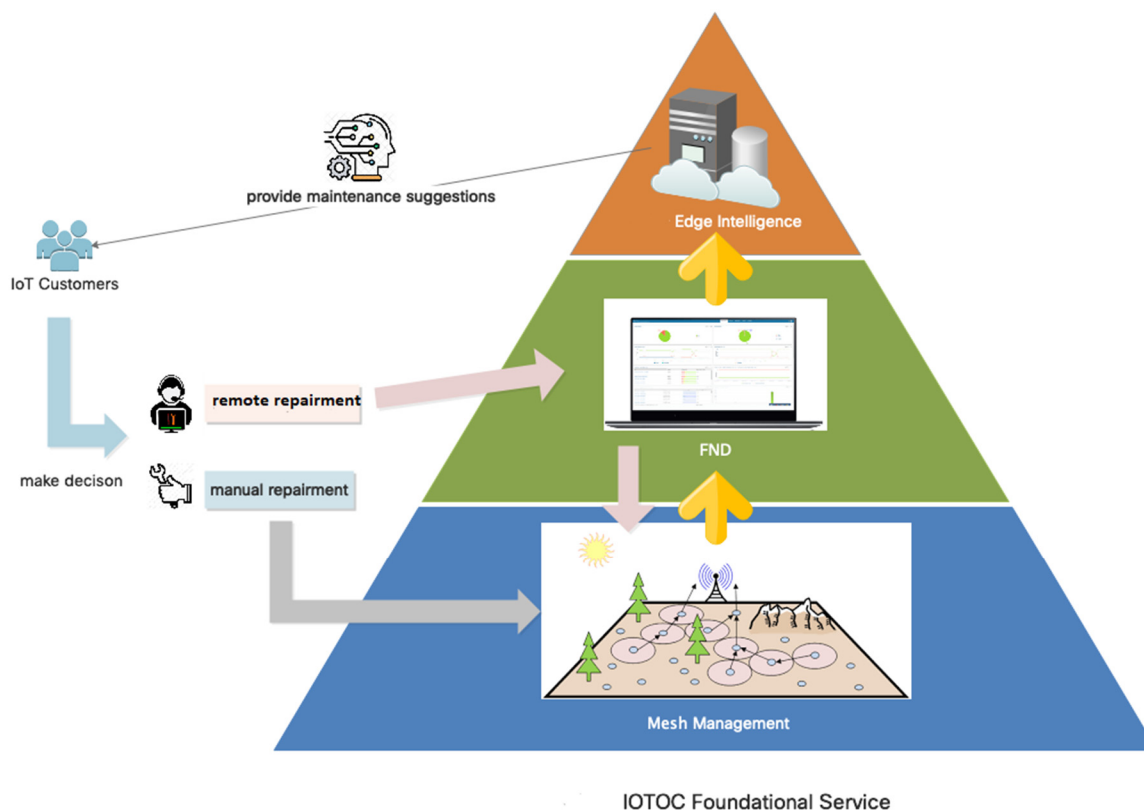 provide maintenance suggestions
Edge Intelligence
IoT Customers
remote repairment
FND
make decison
manual repairment
Mesh Management
IOTOC Foundational Service